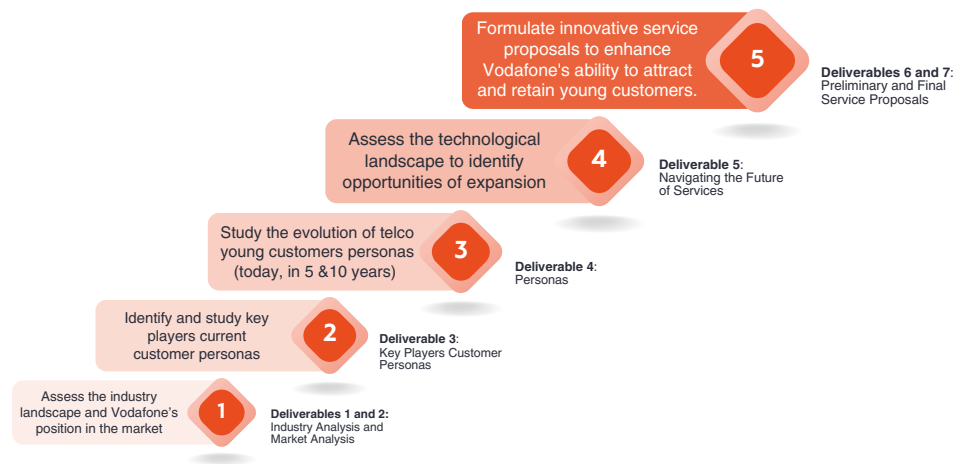 Formulate innovative service
proposals to enhance
Vodafone's ability to attract
and retain young customers.
5
Deliverables 6 and 7:
Preliminary and Final
Service Proposals
Assess the technological
landscape to identify
opportunities of expansion
4
Deliverable 5:
Navigating the Future
of Services
Study the evolution of telco
young customers personas
(today, in 5 &10 years)
3
Deliverable 4:
Personas
Identify and study key
players current
customer personas
2
Deliverable 3:
Key Players Customer
Personas
Assess the industry
landscape and Vodafone's
position in the market
1
Deliverables 1 and 2:
Industry Analysis and
Market Analysis